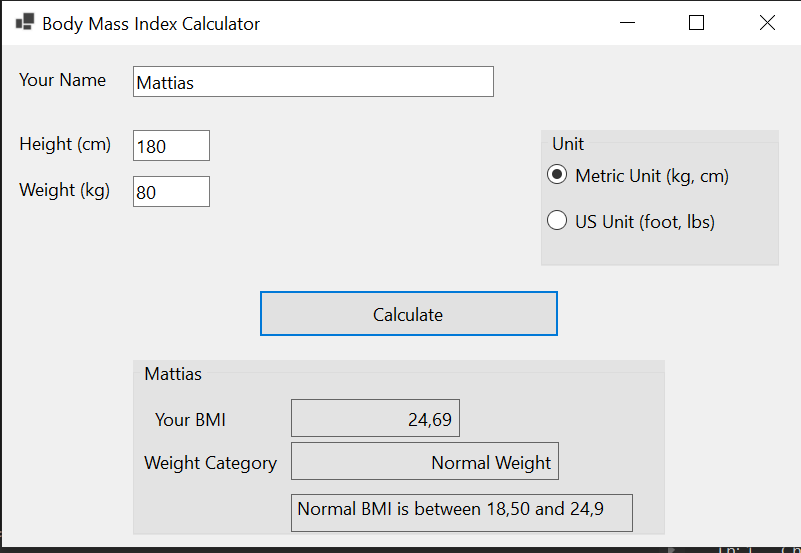 Body Mass Index Calculator
Your Name Mattias
Height (cm) 180
Unit
Metric Unit (kg, cm)
Weight (kg) 80
US Unit (foot, lbs)
Calculate
Mattias
Your BMI 24,69
Weight Category Normal Weight
Normal BMI is between 18,50 and 24,9